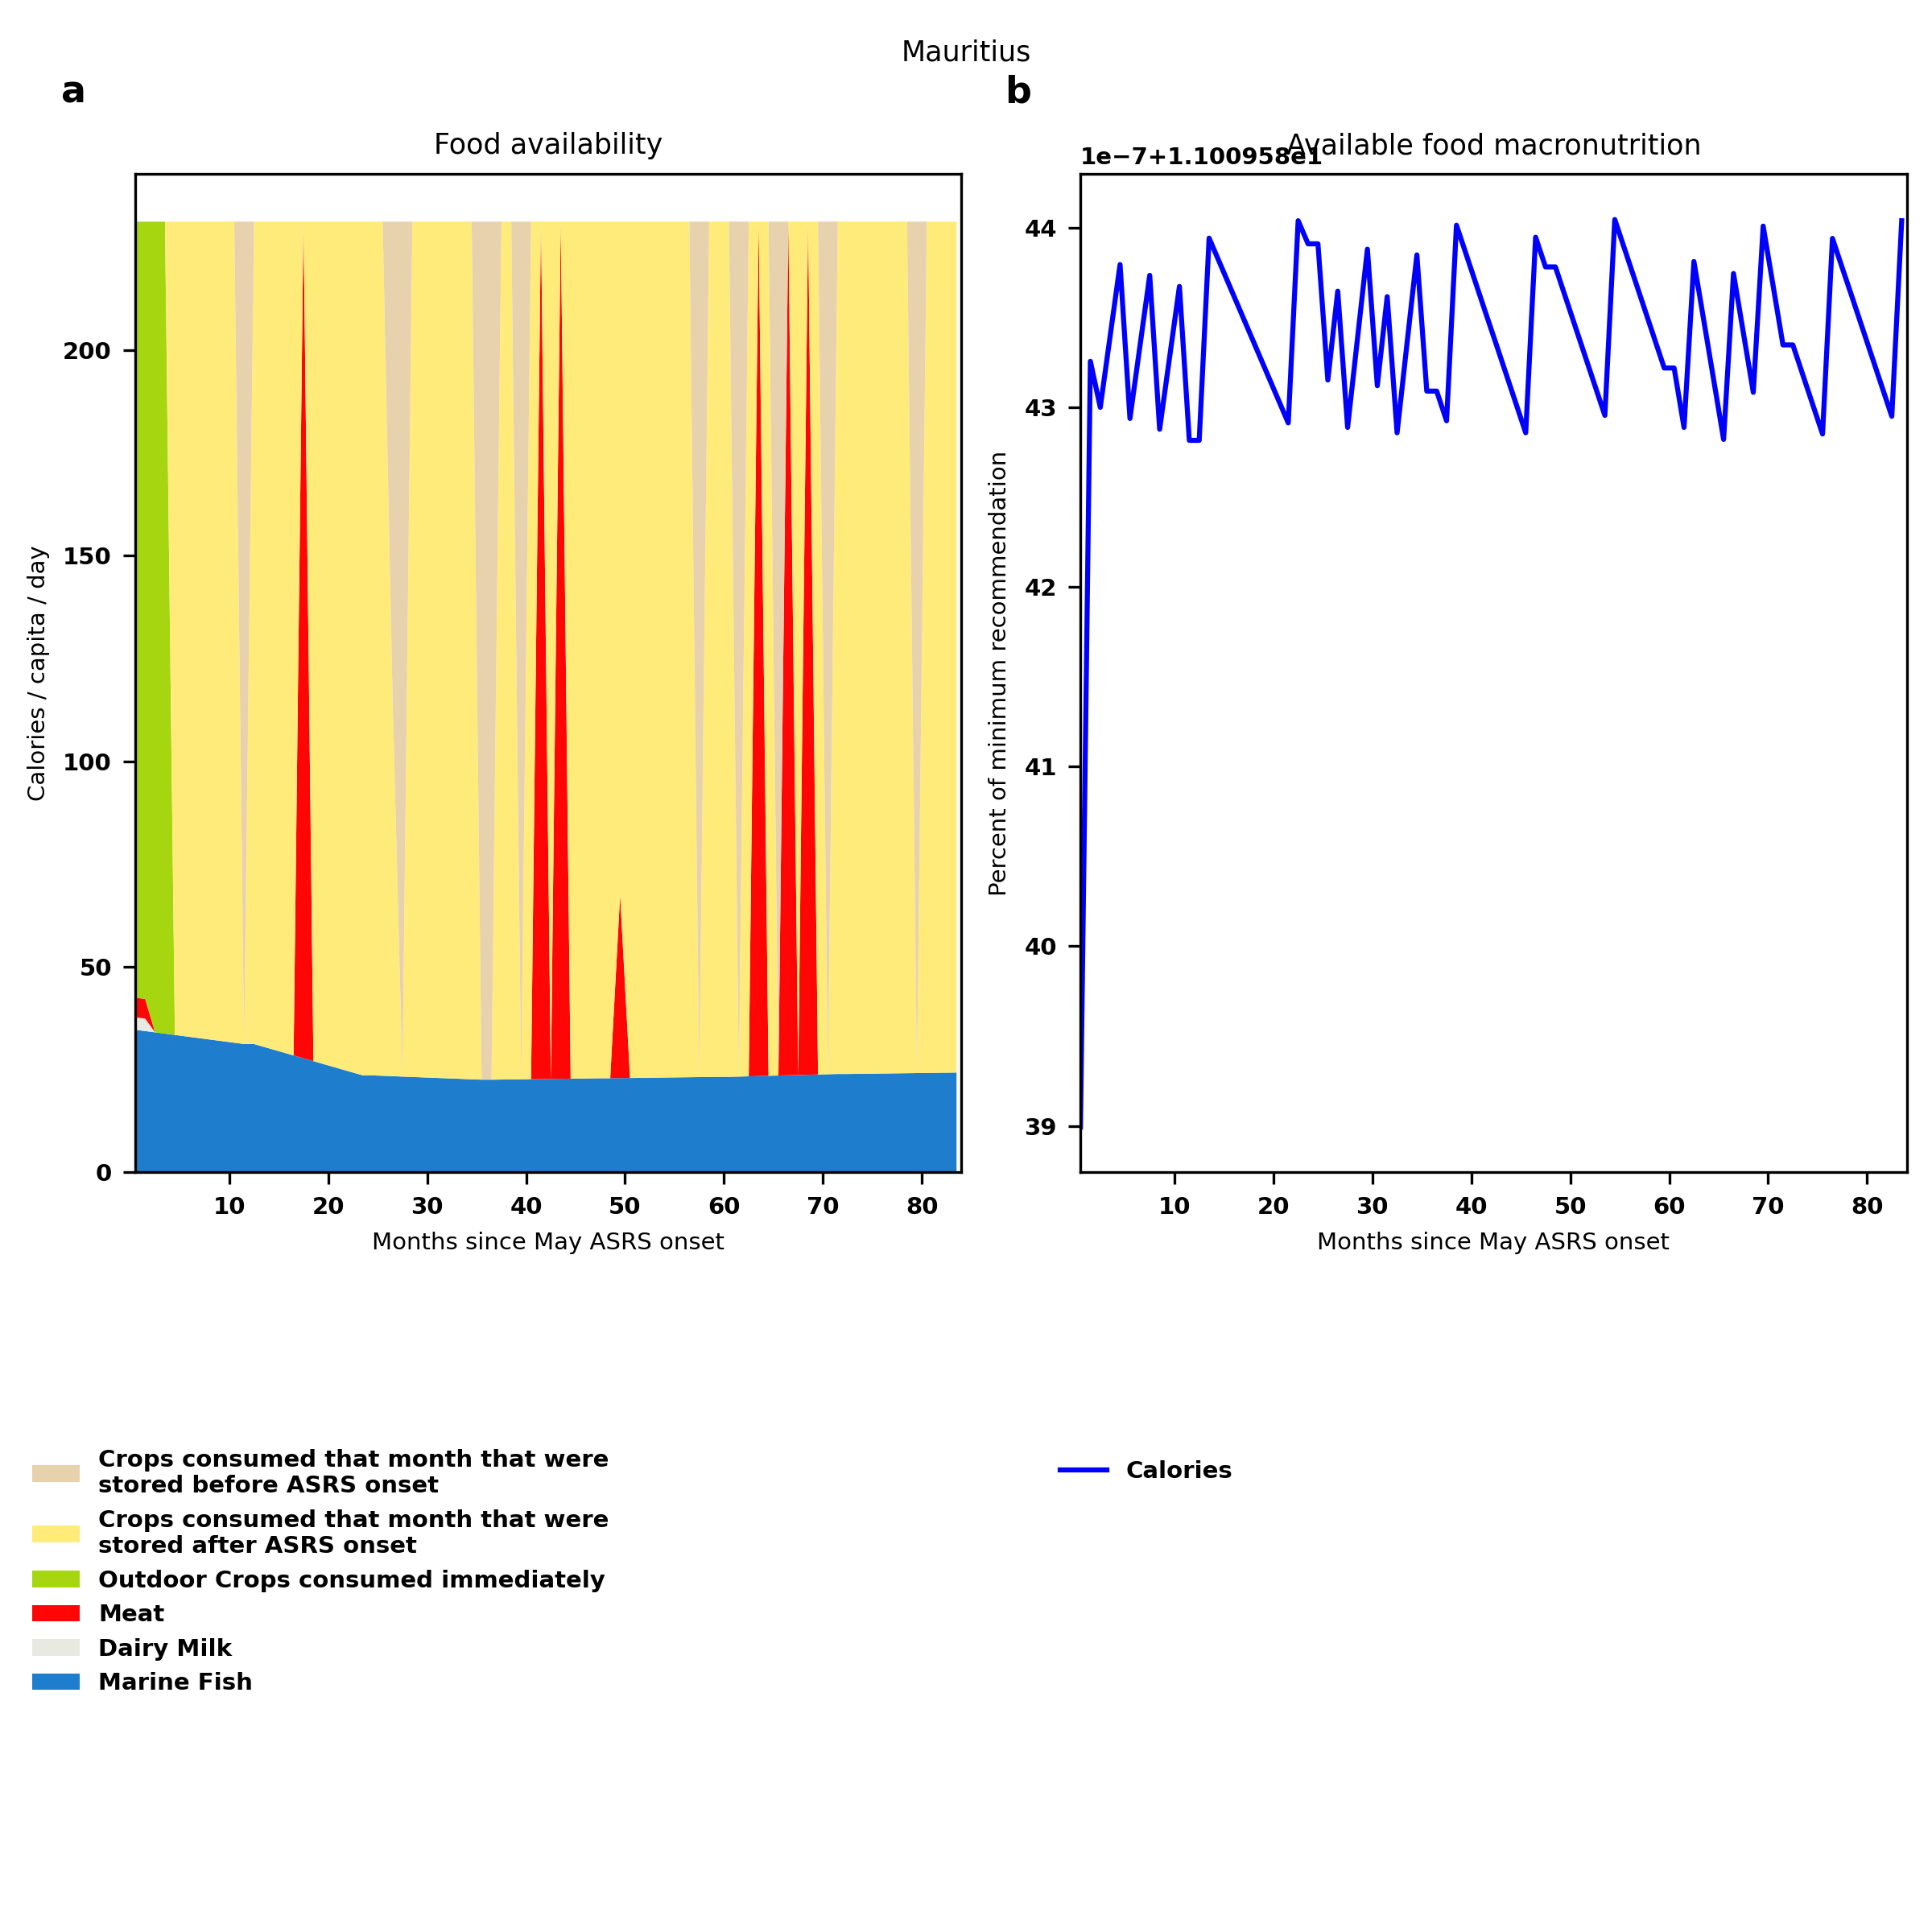 Mauritius
a
b
Food availability
Available food macronutrition
1e−7+1.100958e1
Calories / capita / day
200
150
100
50
0
10 20 30 40 50 60 70 80
Months since May ASRS onset
Percent of minimum recommendation
44
43
42
41
40
39
10 20 30 40 50 60 70 80
Months since May ASRS onset
Crops consumed that month that were
stored before ASRS onset
Crops consumed that month that were
stored after ASRS onset
Outdoor Crops consumed immediately
Meat
Dairy Milk
Marine Fish
Calories